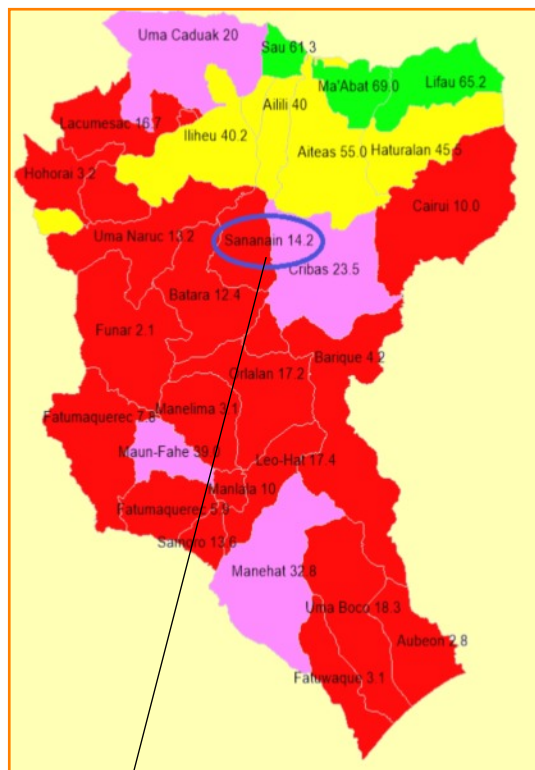 Uma Caduak 20
Sau 61.3
Ma'Abat 69.0
Lifau 65.2
Lacumesac 16.7
Ailili 40
Iliheu 40.2
Aiteas 55.0
Haturalan 45.5
Hohorai 3.2
Cairui 10.0
Uma Naruc 13.2
Sananain 14.2
Cribas 23.5
Batara 12.4
Funar 2.1
Barique 4.2
Orlalan 17.2
Fatumaquerec 7.8
Manelima 3.1
Maun-Fahe 39.0
Leo-Hat 17.4
Manlala 10
Fatumaquerec 5.9
Samoro 13.6
Manehat 32.8
Uma Boco 18.3
Aubeon 2.8
Fatuwaque 3.1